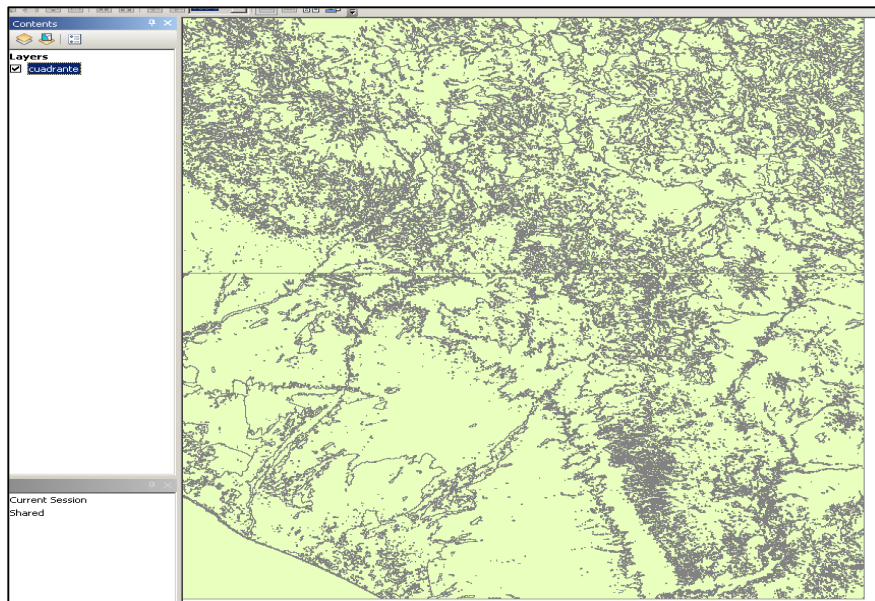 Contents
Layers
cuadrante
Current Session
Shared